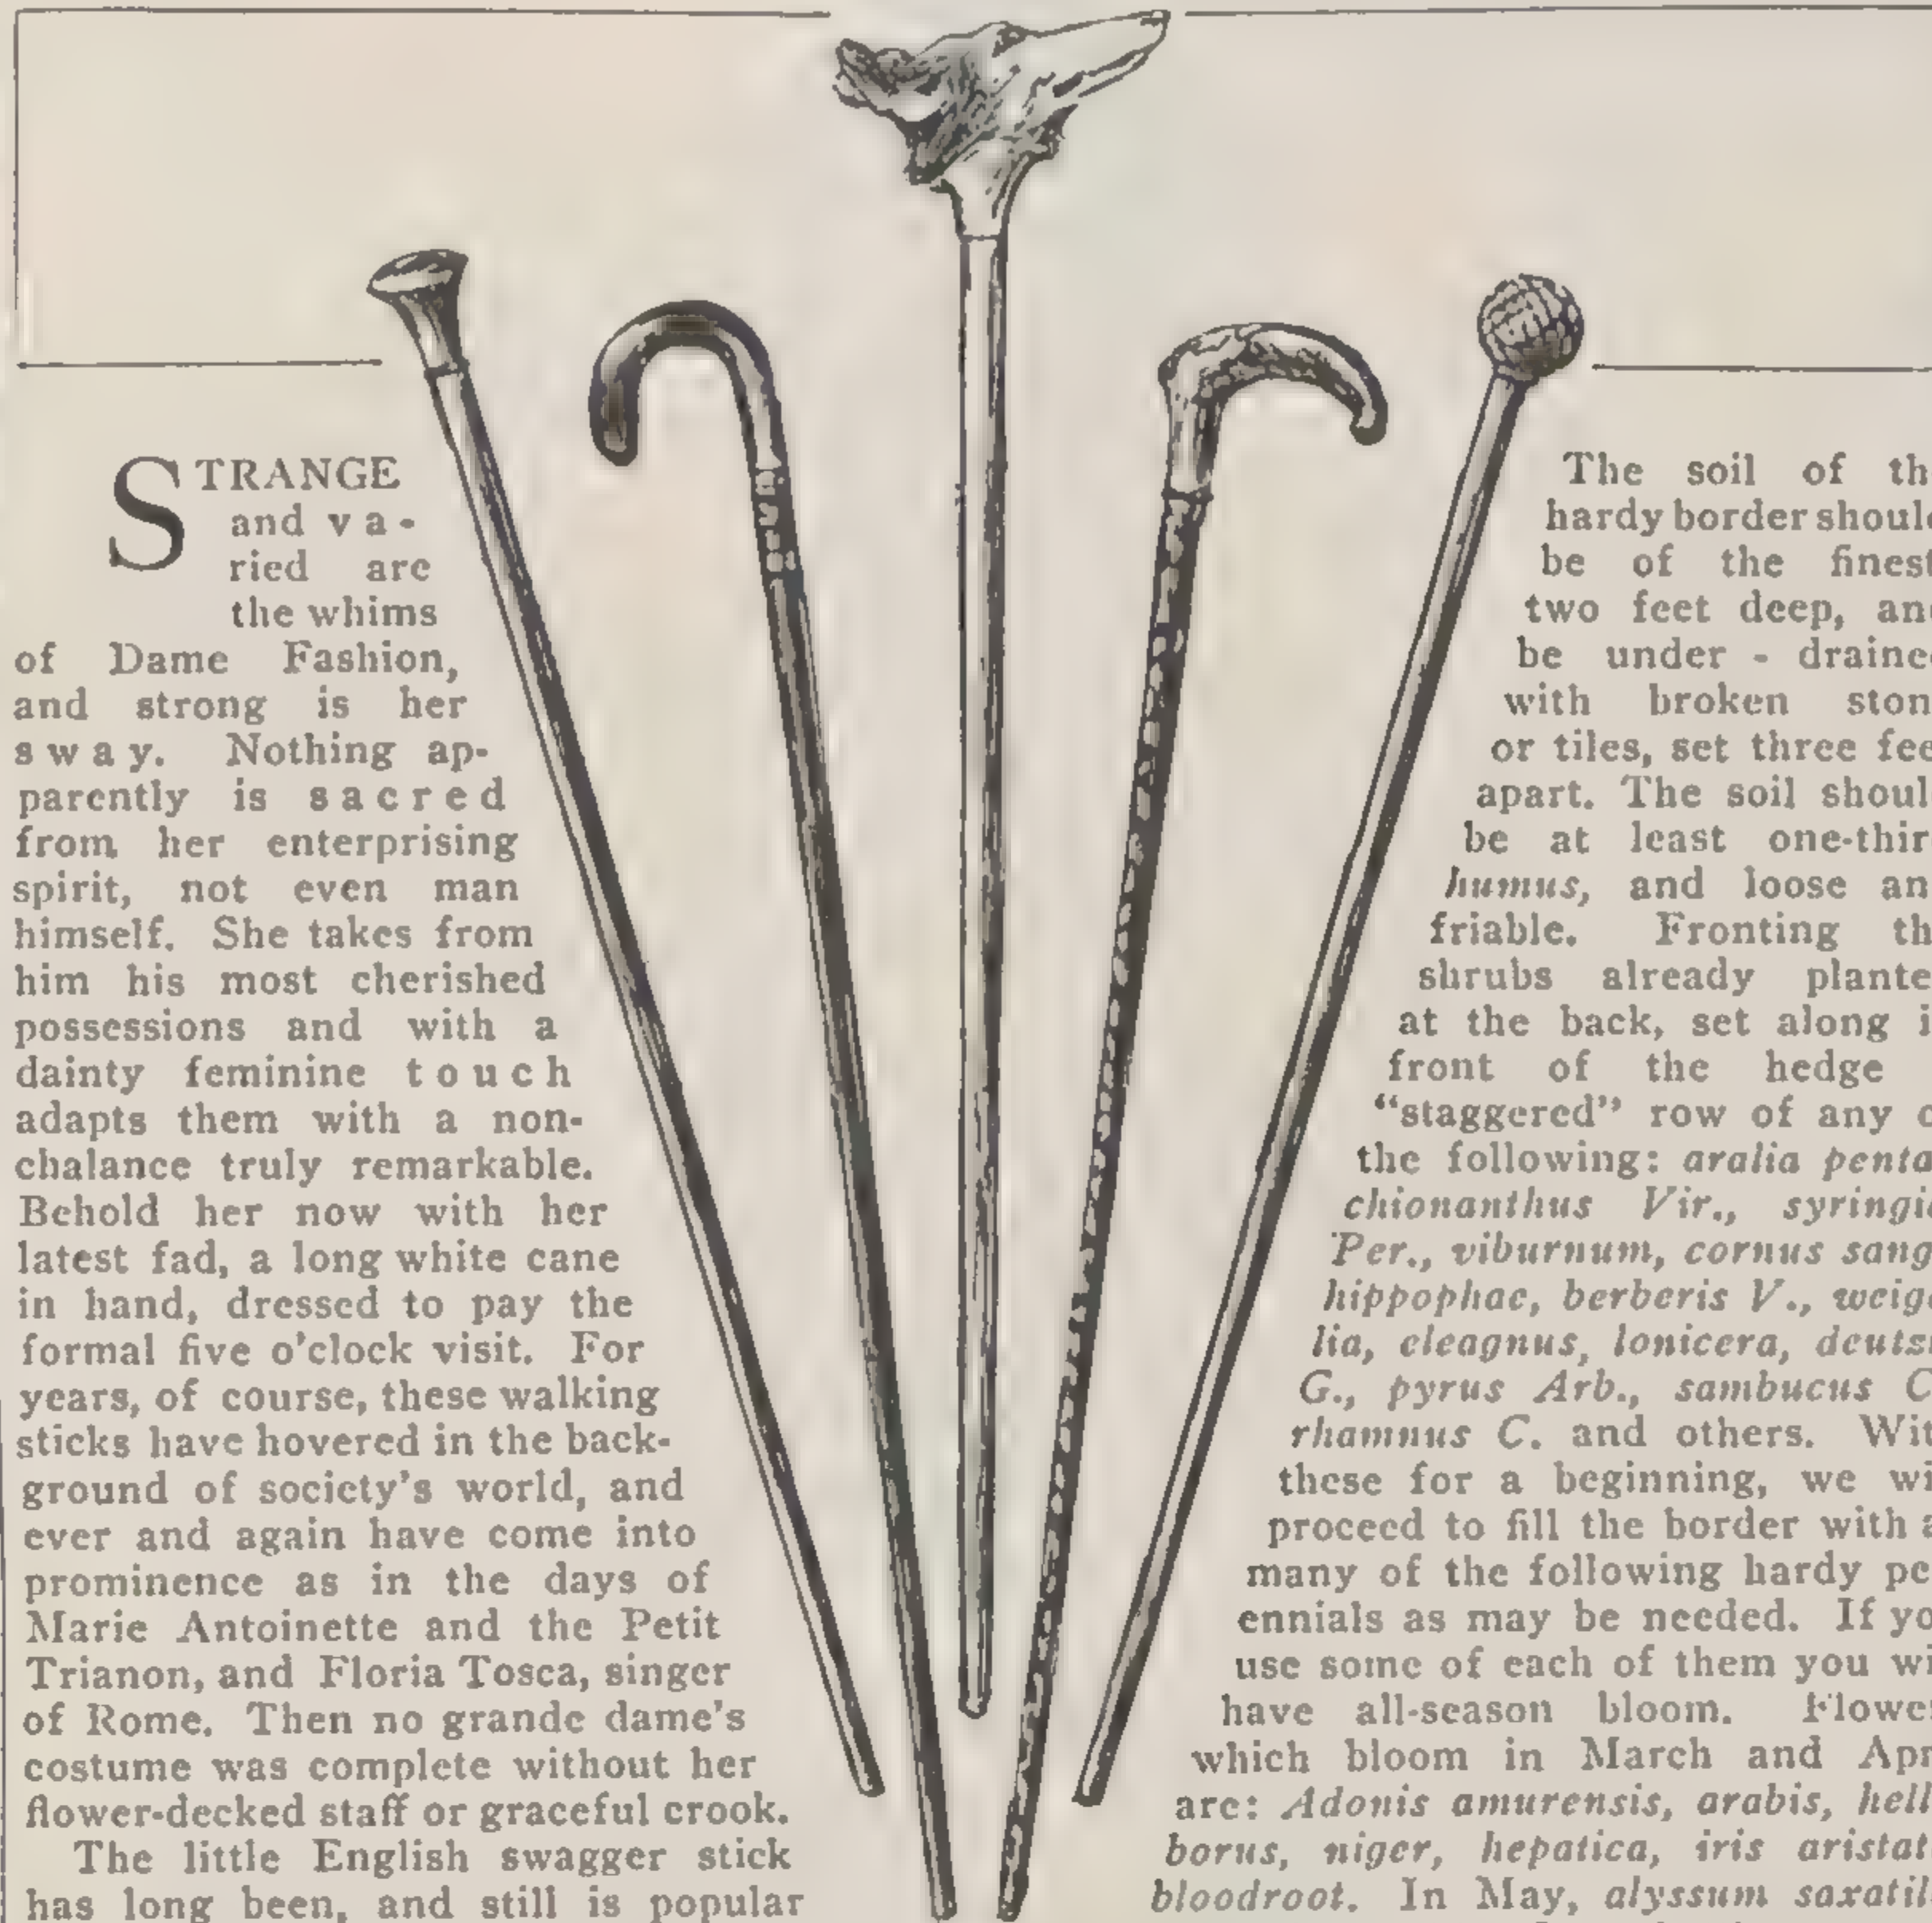 STRANGE
and va-
ried are
the whims
of Dame Fashion,
and strong is her
sway. Nothing ap-
parently is sacred
from her enterprising
spirit, not even man
himself. She takes from
him his most cherished
possessions and with a
dainty feminine touch
adapts them with a non-
chalance truly remarkable.
Behold her now with her
latest fad, a long white cane
in hand, dressed to pay the
formal five o'clock visit. For
years, of course, these walking
sticks have hovered in the back-
ground of society's world, and
ever and again have come into
prominence as in the days of
Marie Antoinette and the Petit
Trianon, and Floria Tosca, singer
of Rome. Then no grande dame's
costume was complete without her
flower-decked staff or graceful crook.
The little English swagger stick
has long been, and still is popular
The soil of th
hardy border shoul
be of the finest
two feet deep, an
be under-draine
with broken ston
or tiles, set three fee
apart. The soil shoul
be at least one-thir
humus, and loose an
friable. Fronting th
shrubs already plante
at the back, set along i
front of the hedge
"staggered" row of any o
the following: aralia penta
chionanthus Vir., syringi
Per., viburnum, cornus sang
hippophae, berberis V., weige
lia, eleagnus, lonicera, deutsi
G., pyrus Arb., sambucus C
rhamnus C. and others. Wit
these for a beginning, we wi
proceed to fill the border with a
many of the following hardy pe
ennials as may be needed. If yo
use some of each of them you wi
have all-season bloom. Flower
which bloom in March and Apr
are: Adonis amurensis, arabis, hell
borus, niger, hepatica, iris aristat
bloodroot. In May, alyssum saxatil